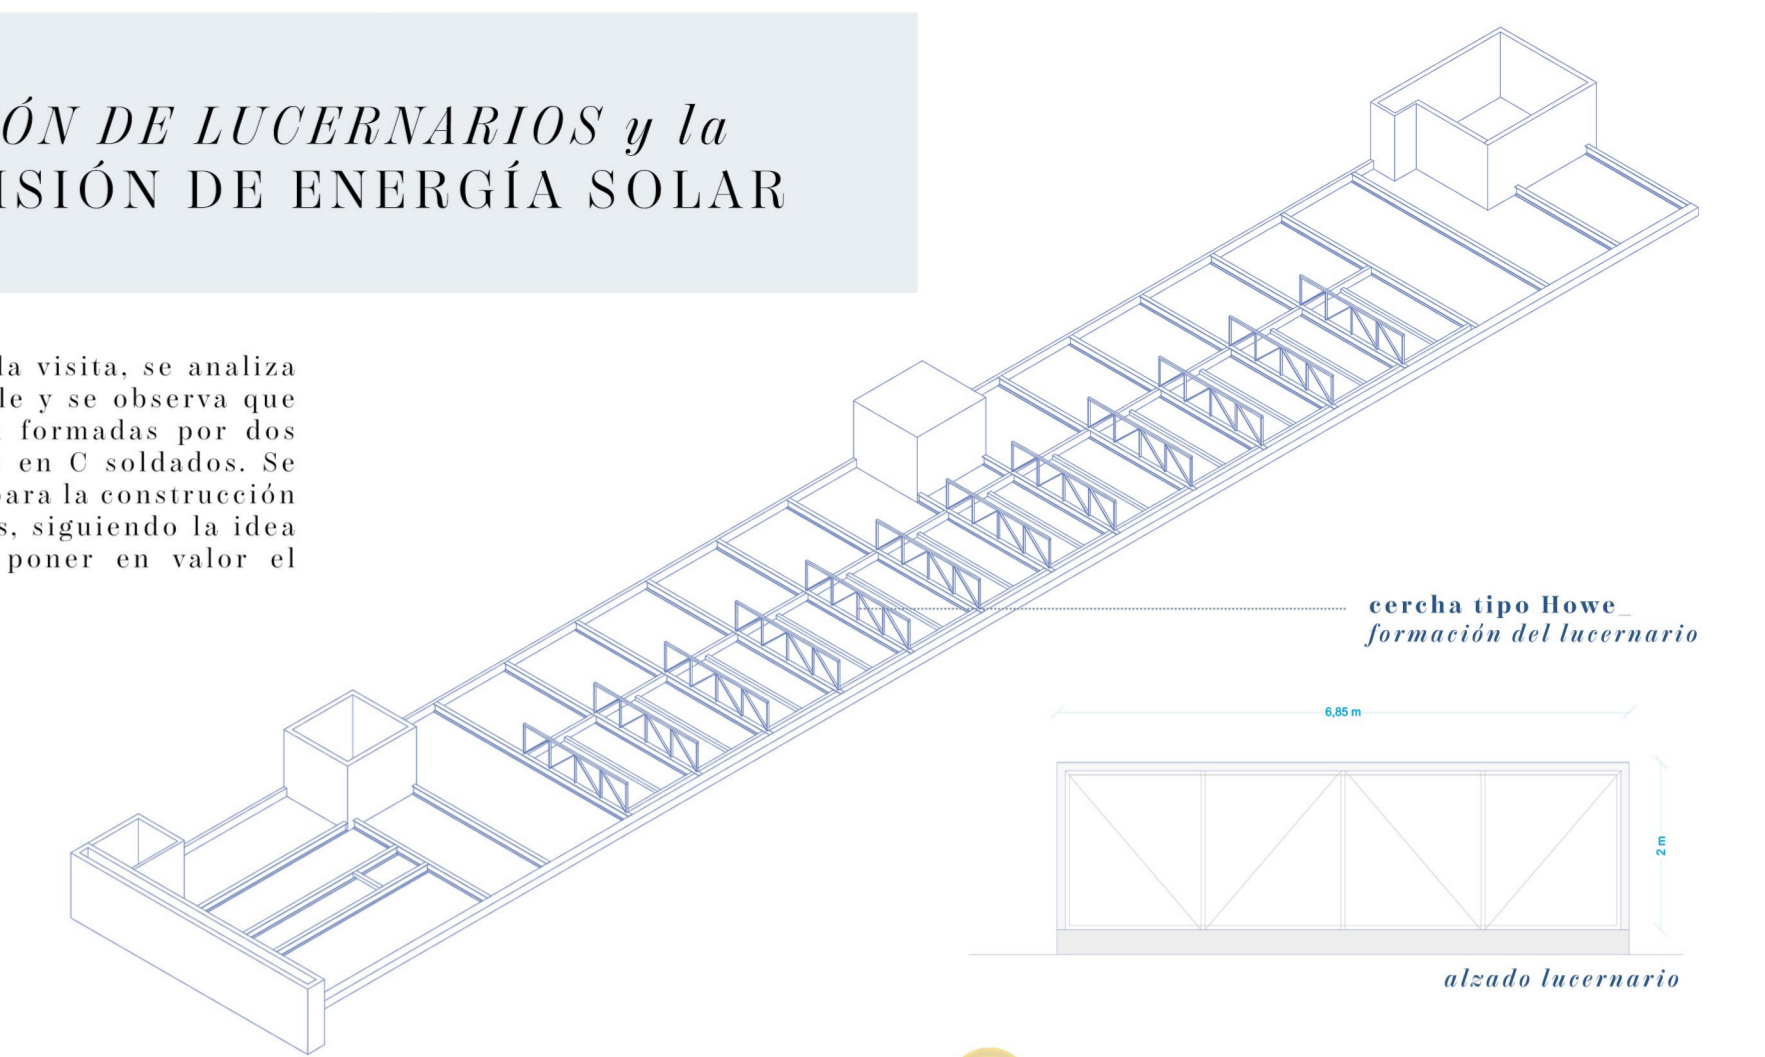 ÓN DE LUCERNARIOS y la
ISIÓN DE ENERGÍA SOLAR
la visita, se analiza
le y se observa que
formadas por dos
en C soldados. Se
para la construcción
s, siguiendo la idea
poner en valor el
cercha tipo Howe_
formación del lucernario
6,85 m
2 m
alzado lucernario